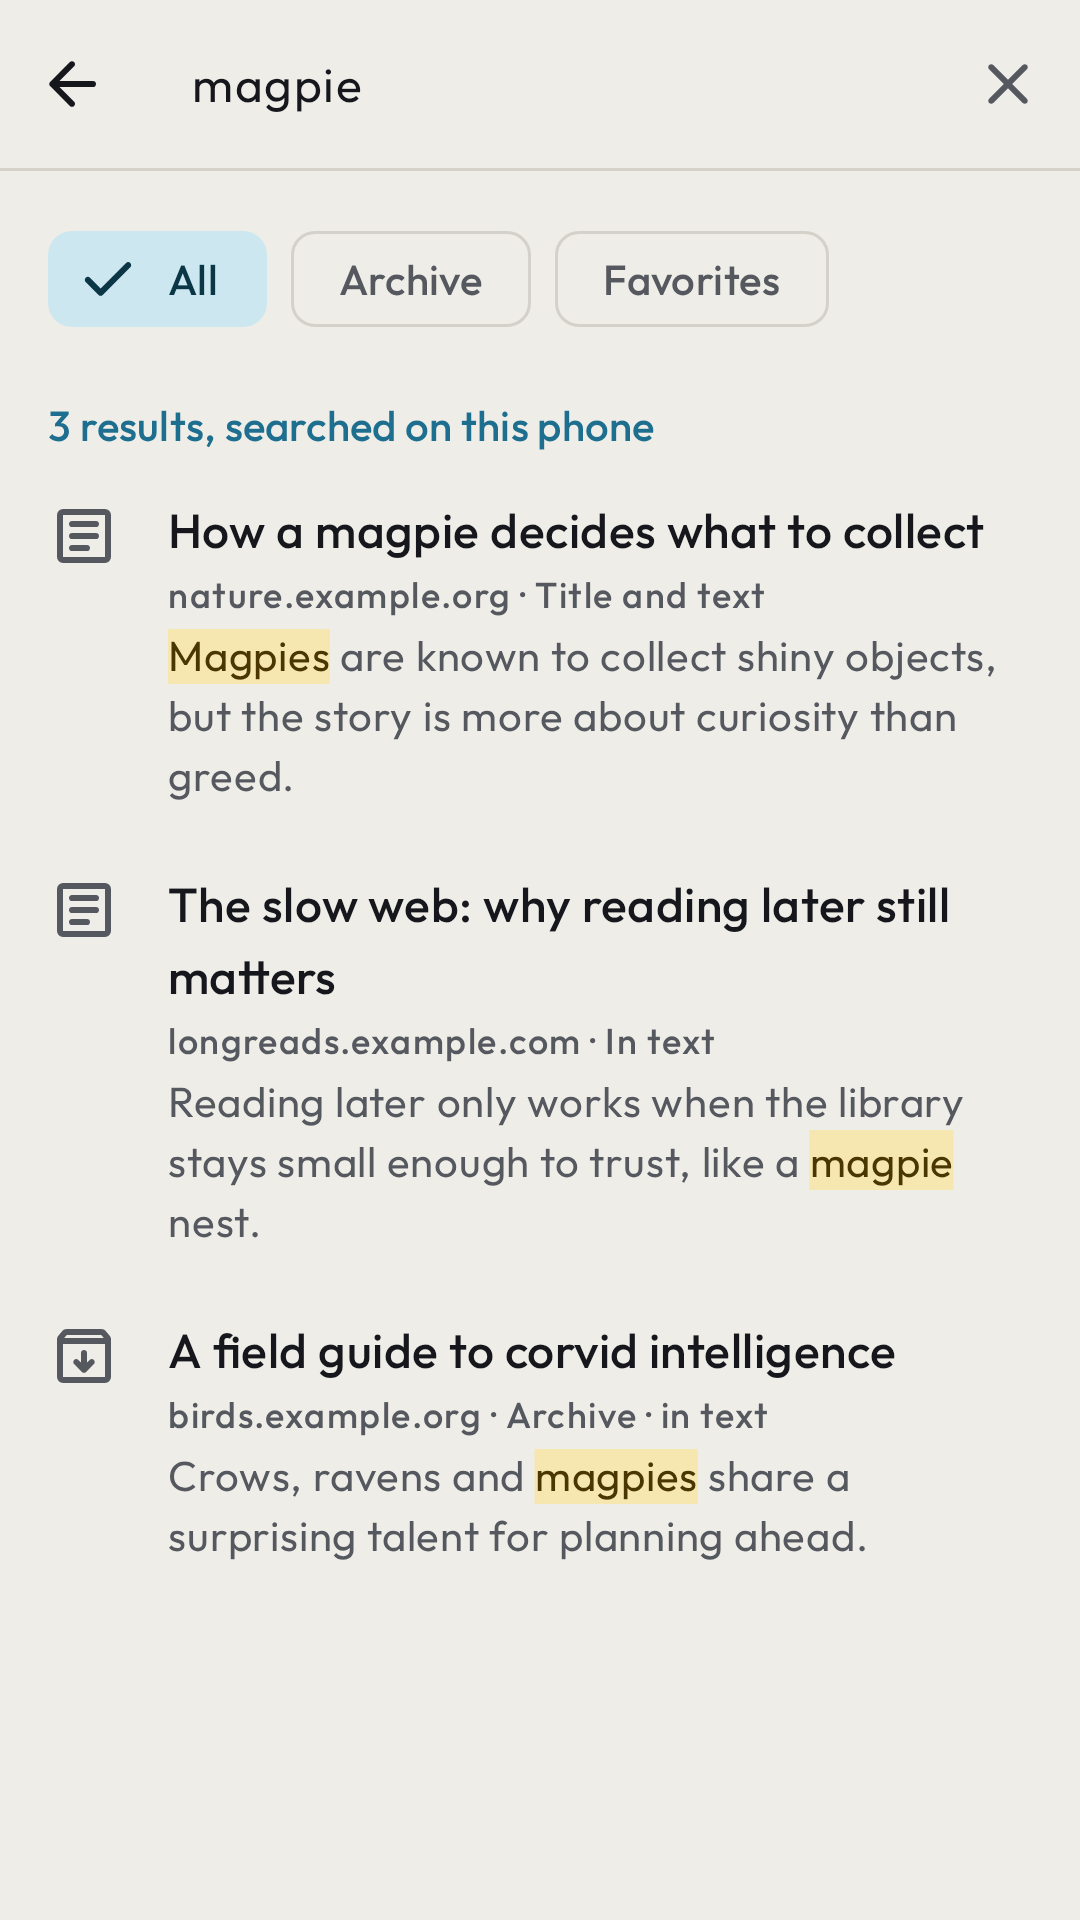 magpie
All
Archive
Favorites
3 results, searched on this phone
How a magpie decides what to collect
nature.example.org · Title and text
Magpies are known to collect shiny objects,
but the story is more about curiosity than
greed.
The slow web: why reading later still
matters
longreads.example.com · In text
Reading later only works when the library
stays small enough to trust, like a magpie
nest.
A field guide to corvid intelligence
birds.example.org · Archive · in text
Crows, ravens and magpies share a
surprising talent for planning ahead.